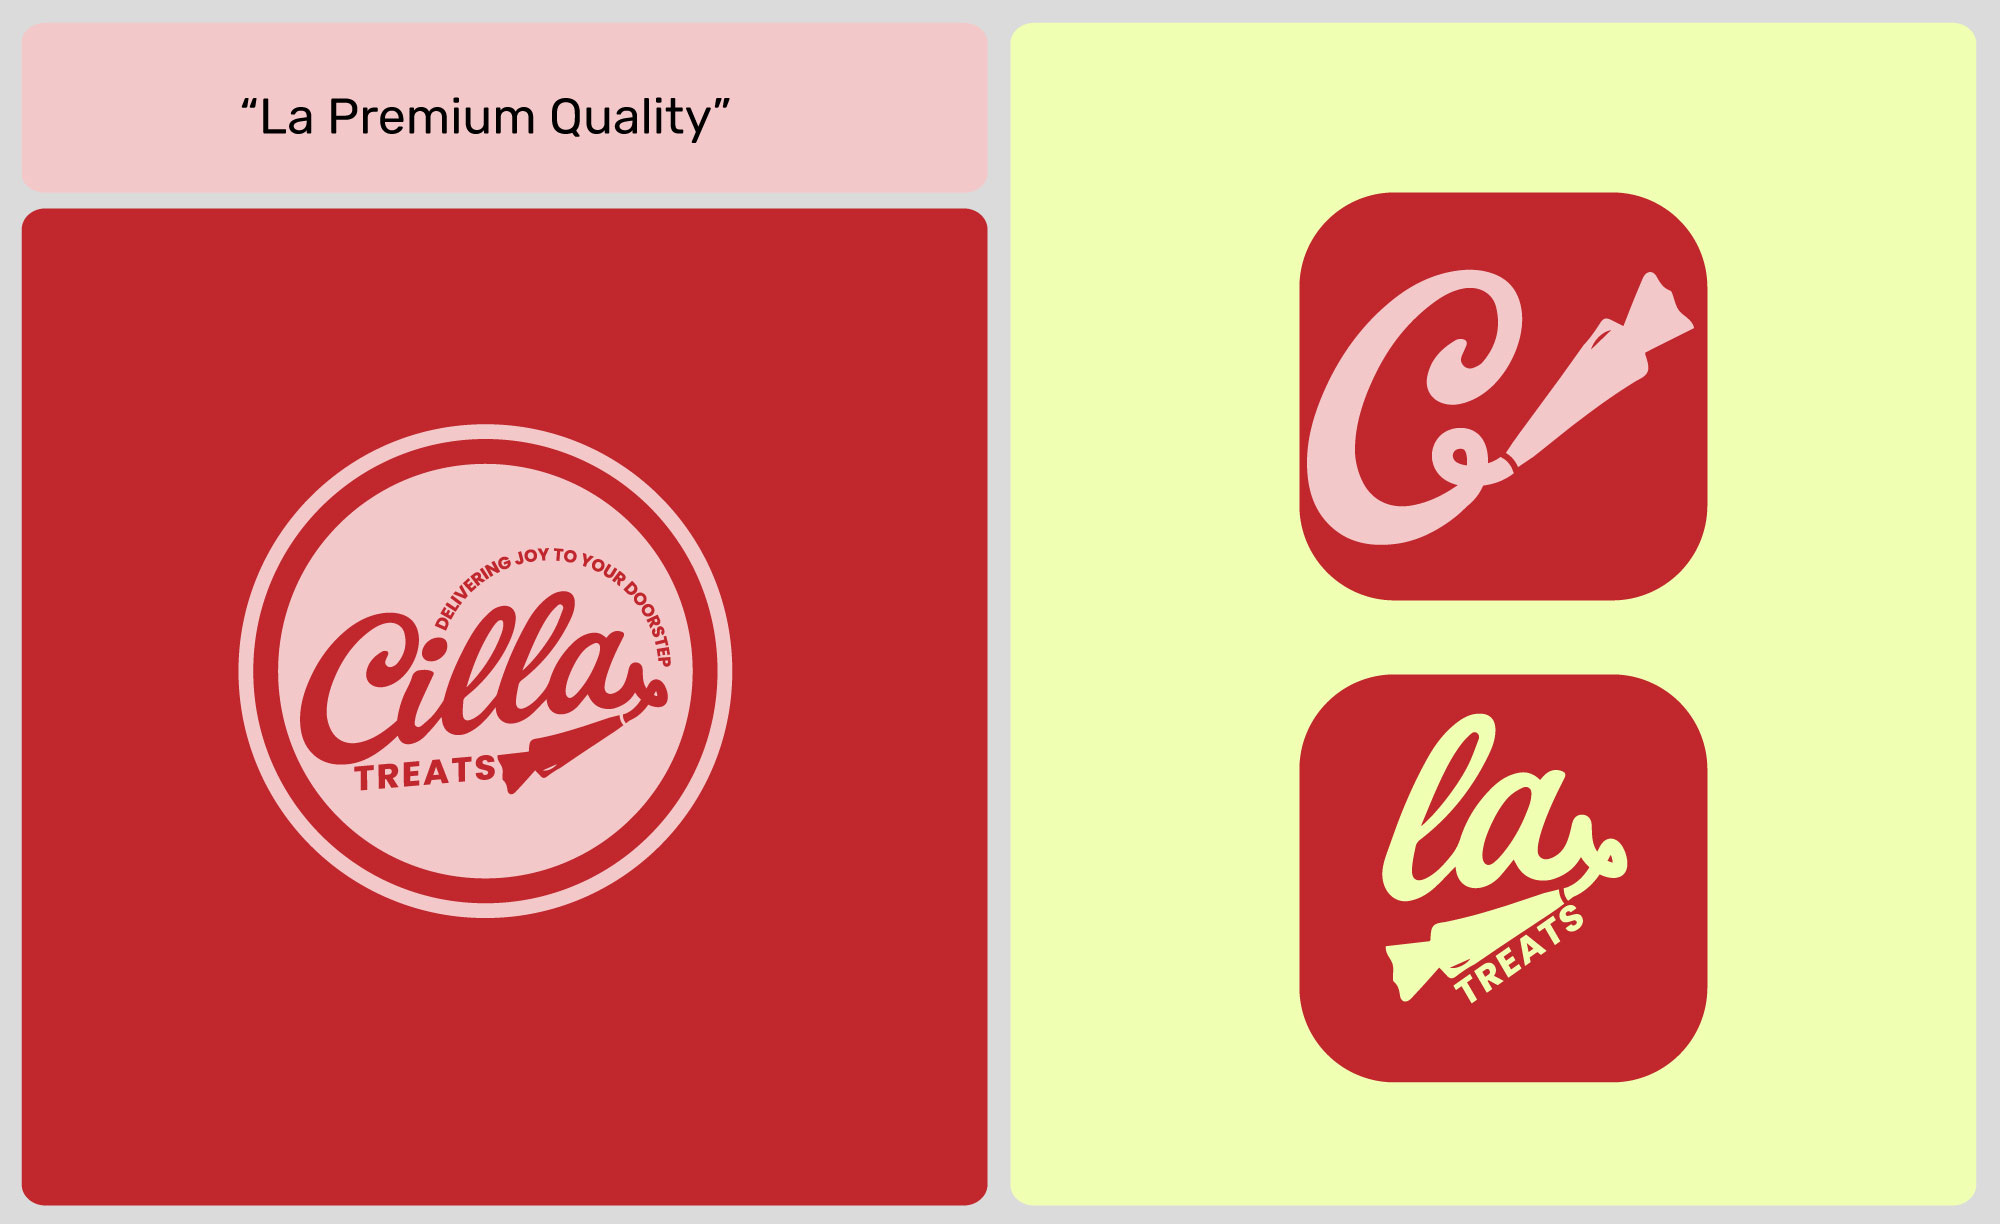 “La Premium Quality”
DELIVERING JOY TO YOUR DOORSTEP
Cilla
TREATS
C
la
TREATS